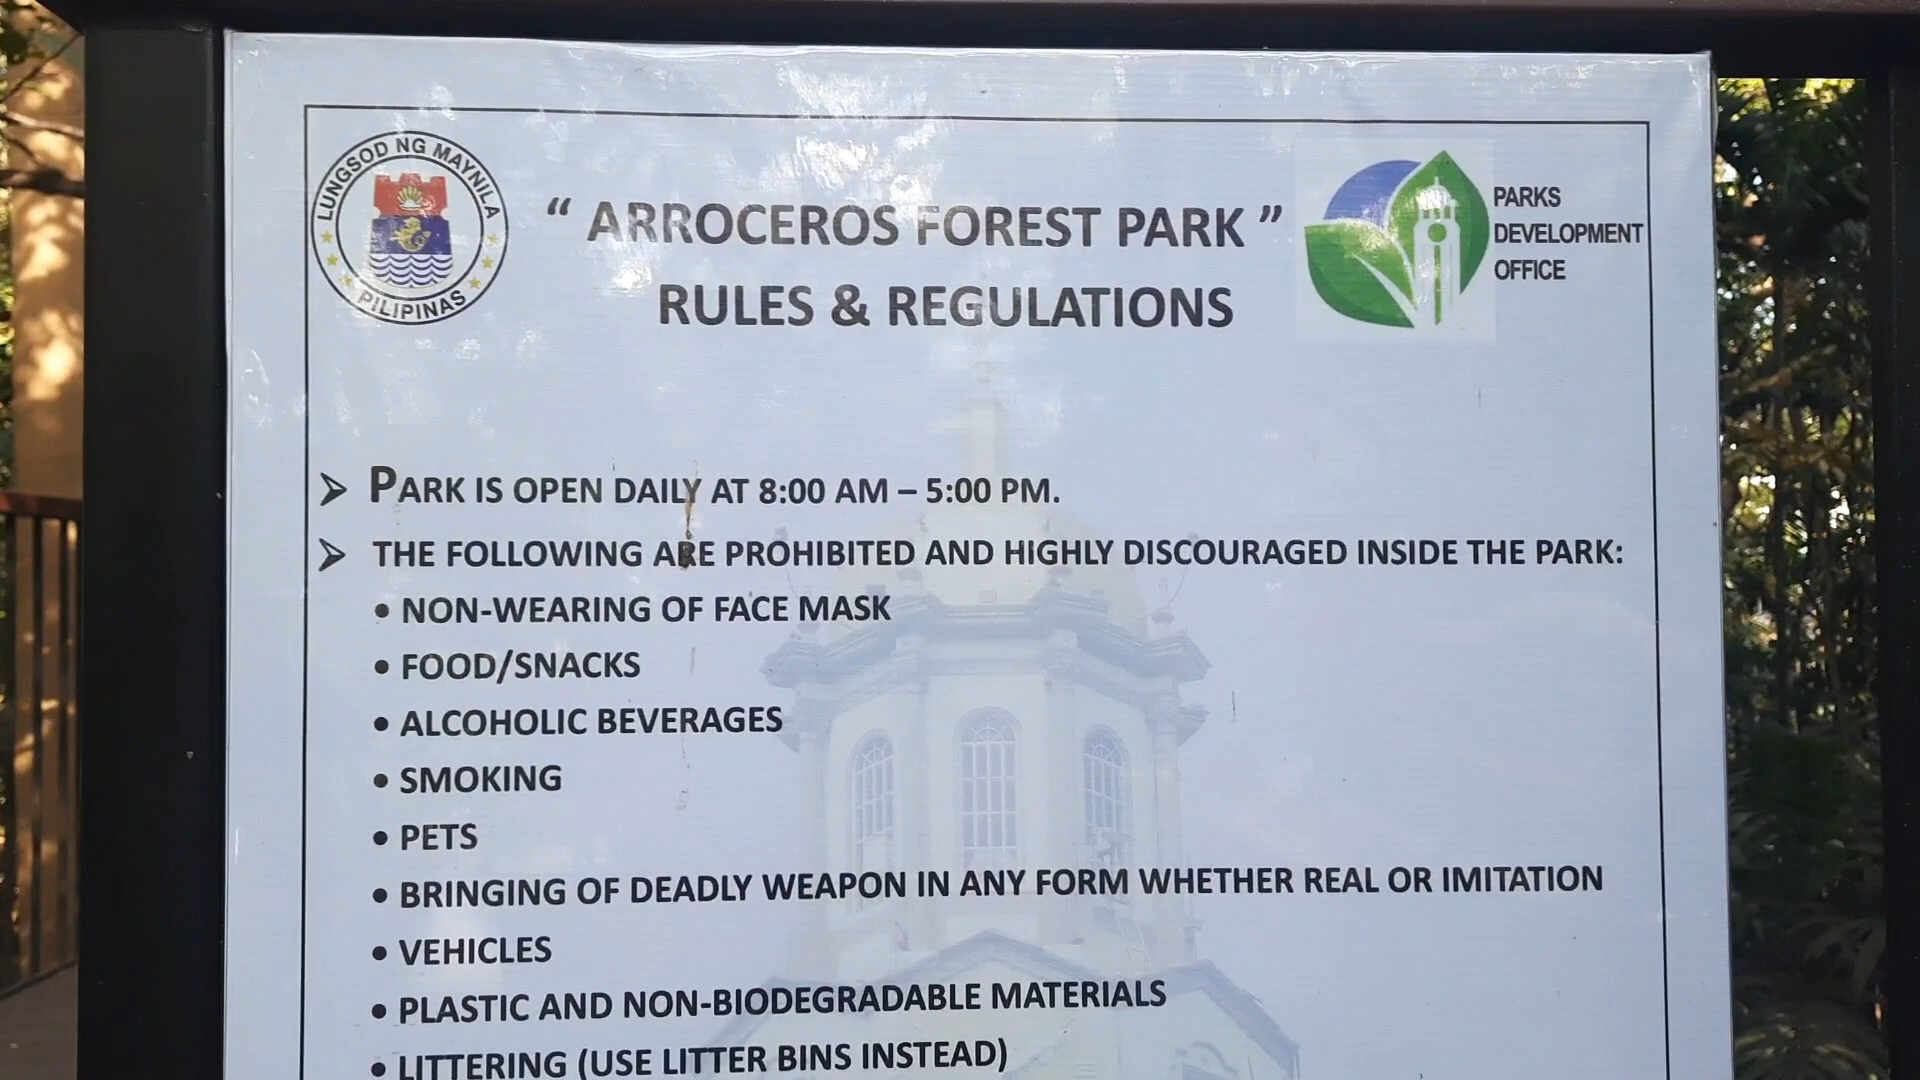 LUNGSOD NG MAYNILA
PILIPINAS
“ ARROCEROS FOREST PARK ”
RULES & REGULATIONS
PARKS
DEVELOPMENT
OFFICE
➢ PARK IS OPEN DAILY AT 8:00 AM – 5:00 PM.
➢ THE FOLLOWING ARE PROHIBITED AND HIGHLY DISCOURAGED INSIDE THE PARK:
• NON-WEARING OF FACE MASK
• FOOD/SNACKS
• ALCOHOLIC BEVERAGES
• SMOKING
• PETS
• BRINGING OF DEADLY WEAPON IN ANY FORM WHETHER REAL OR IMITATION
• VEHICLES
• PLASTIC AND NON-BIODEGRADABLE MATERIALS
• LITTERING (USE LITTER BINS INSTEAD)